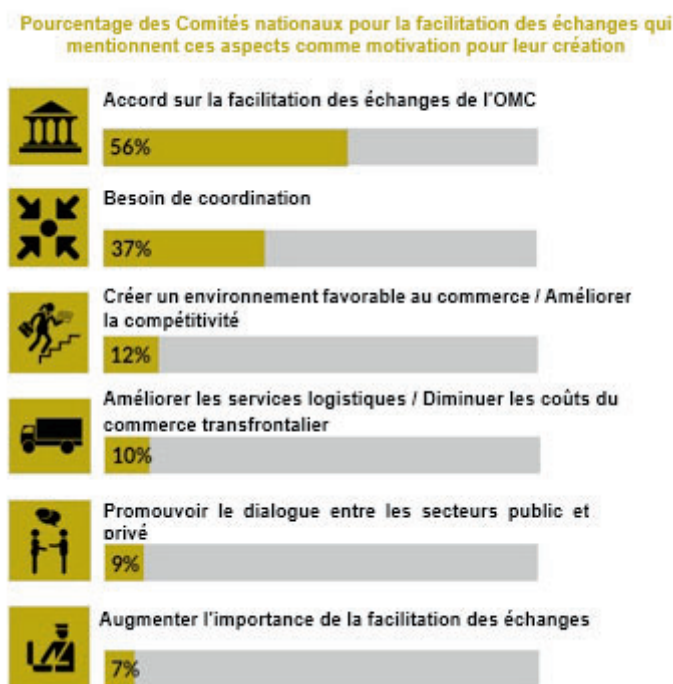 Pourcentage des Comités nationaux pour la facilitation des échanges qui
mentionnent ces aspects comme motivation pour leur création
Accord sur la facilitation des échanges de l'OMC
56%
Besoin de coordination
37%
Créer un environnement favorable au commerce / Améliorer
la compétitivité
12%
Améliorer les services logistiques / Diminuer les coûts du
commerce transfrontalier
10%
Promouvoir le dialogue entre les secteurs public et
privé
9%
Augmenter l'importance de la facilitation des échanges
7%